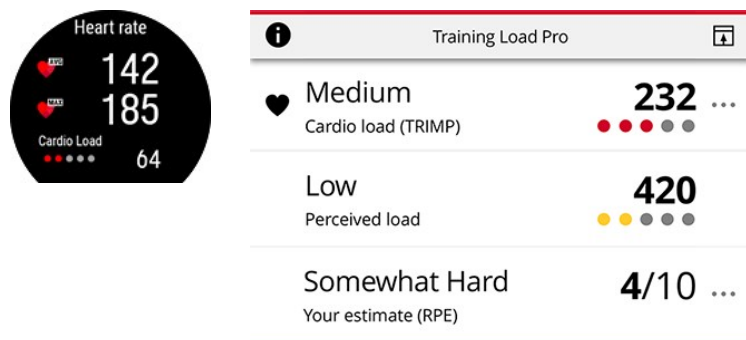 Heart rate
AVG
142
MAX
185
Cardio Load
64
Training Load Pro
Medium
232
Cardio load (TRIMP)
Low
420
Perceived load
Somewhat Hard
4/10
Your estimate (RPE)